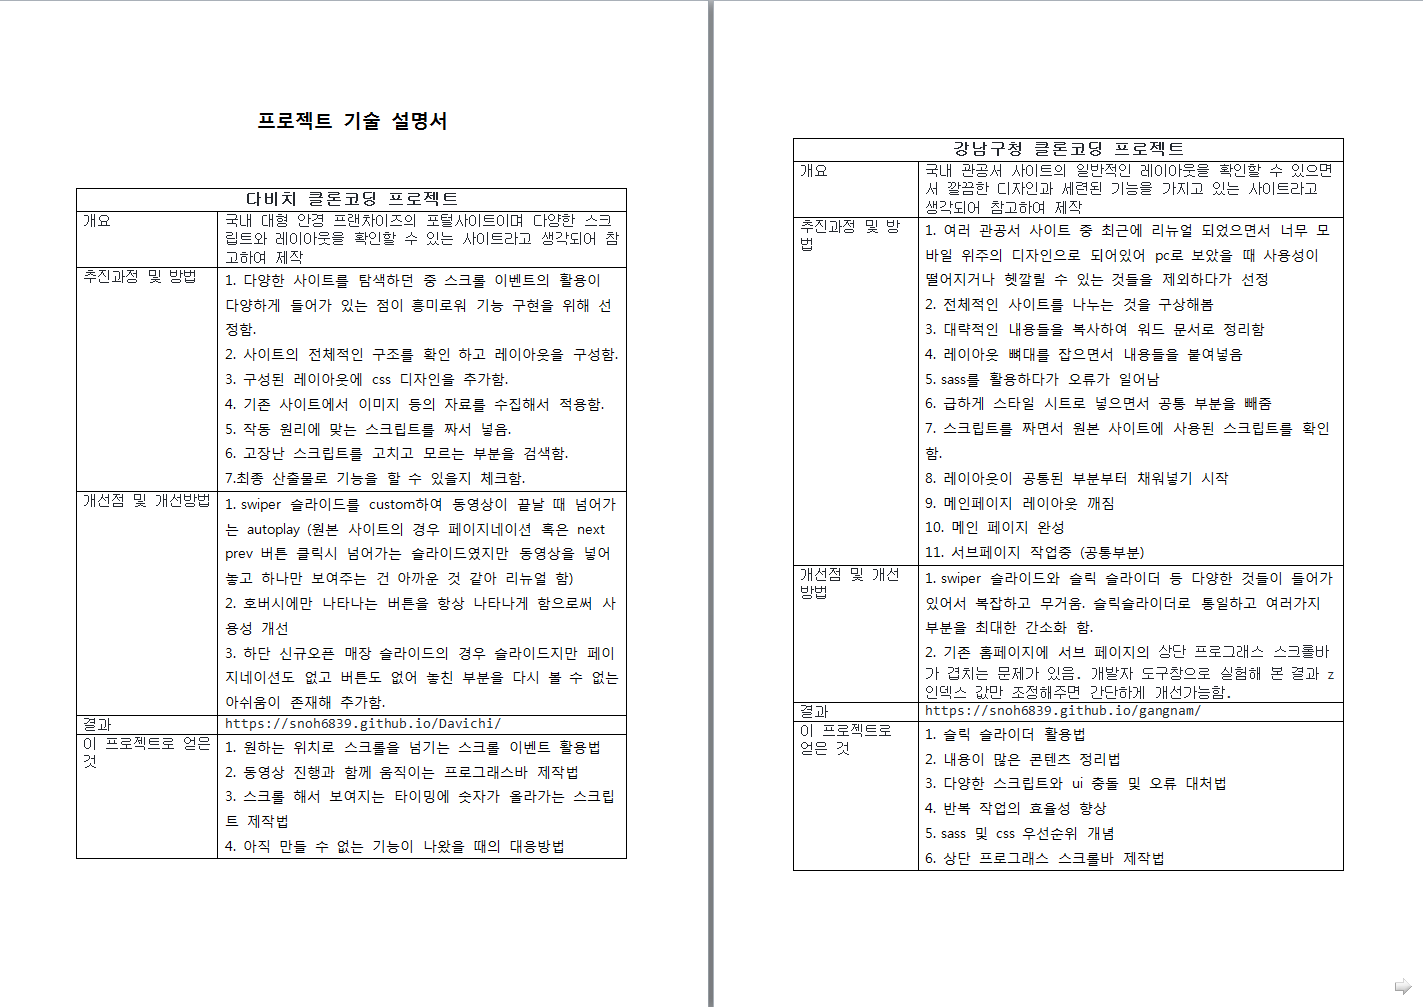 프로젝트 기술 설명서
다비치 클론코딩 프로젝트
개요
국내 대형 안경 프랜차이즈의 포털사이트이며 다양한 스크
립트와 레이아웃을 확인할 수 있는 사이트라고 생각되어 참
고하여 제작
추진과정 및 방법
1. 다양한 사이트를 탐색하던 중 스크롤 이벤트의 활용이
다양하게 들어가 있는 점이 흥미로워 기능 구현을 위해 선
정함.
2. 사이트의 전체적인 구조를 확인 하고 레이아웃을 구성함.
3. 구성된 레이아웃에 css 디자인을 추가함.
4. 기존 사이트에서 이미지 등의 자료를 수집해서 적용함.
5. 작동 원리에 맞는 스크립트를 짜서 넣음.
6. 고장난 스크립트를 고치고 모르는 부분을 검색함.
7.최종 산출물로 기능을 할 수 있을지 체크함.
개선점 및 개선방법
1. swiper 슬라이드를 custom하여 동영상이 끝날 때 넘어가
는 autoplay (원본 사이트의 경우 페이지네이션 혹은 next
prev 버튼 클릭시 넘어가는 슬라이드였지만 동영상을 넣어
놓고 하나만 보여주는 건 아까운 것 같아 리뉴얼 함)
2. 호버시에만 나타나는 버튼을 항상 나타나게 함으로써 사
용성 개선
3. 하단 신규오픈 매장 슬라이드의 경우 슬라이드지만 페이
지네이션도 없고 버튼도 없어 놓친 부분을 다시 볼 수 없는
아쉬움이 존재해 추가함.
결과
https://snoh6839.github.io/Davichi/
이 프로젝트로 얻은
것
1. 원하는 위치로 스크롤을 넘기는 스크롤 이벤트 활용법
2. 동영상 진행과 함께 움직이는 프로그래스바 제작법
3. 스크롤 해서 보여지는 타이밍에 숫자가 올라가는 스크립
트 제작법
4. 아직 만들 수 없는 기능이 나왔을 때의 대응방법
강남구청 클론코딩 프로젝트
개요
국내 관공서 사이트의 일반적인 레이아웃을 확인할 수 있으면
서 깔끔한 디자인과 세련된 기능을 가지고 있는 사이트라고
생각되어 참고하여 제작
추진과정 및 방
법
1. 여러 관공서 사이트 중 최근에 리뉴얼 되었으면서 너무 모
바일 위주의 디자인으로 되어있어 pc로 보았을 때 사용성이
떨어지거나 헷깔릴 수 있는 것들을 제외하다가 선정
2. 전체적인 사이트를 나누는 것을 구상해봄
3. 대략적인 내용들을 복사하여 워드 문서로 정리함
4. 레이아웃 뼈대를 잡으면서 내용들을 붙여넣음
5. sass를 활용하다가 오류가 일어남
6. 급하게 스타일 시트로 넣으면서 공통 부분을 빼줌
7. 스크립트를 짜면서 원본 사이트에 사용된 스크립트를 확인
함.
8. 레이아웃이 공통된 부분부터 채워넣기 시작
9. 메인페이지 레이아웃 깨짐
10. 메인 페이지 완성
11. 서브페이지 작업중 (공통부분)
개선점 및 개선
방법
1. swiper 슬라이드와 슬릭 슬라이더 등 다양한 것들이 들어가
있어서 복잡하고 무거움. 슬릭슬라이더로 통일하고 여러가지
부분을 최대한 간소화 함.
2. 기존 홈페이지에 서브 페이지의 상단 프로그래스 스크롤바
가 겹치는 문제가 있음. 개발자 도구창으로 실험해 본 결과 z
인덱스 값만 조정해주면 간단하게 개선가능함.
결과
https://snoh6839.github.io/gangnam/
이 프로젝트로
얻은 것
1. 슬릭 슬라이더 활용법
2. 내용이 많은 콘텐츠 정리법
3. 다양한 스크립트와 ui 충돌 및 오류 대처법
4. 반복 작업의 효율성 향상
5. sass 및 css 우선순위 개념
6. 상단 프로그래스 스크롤바 제작법